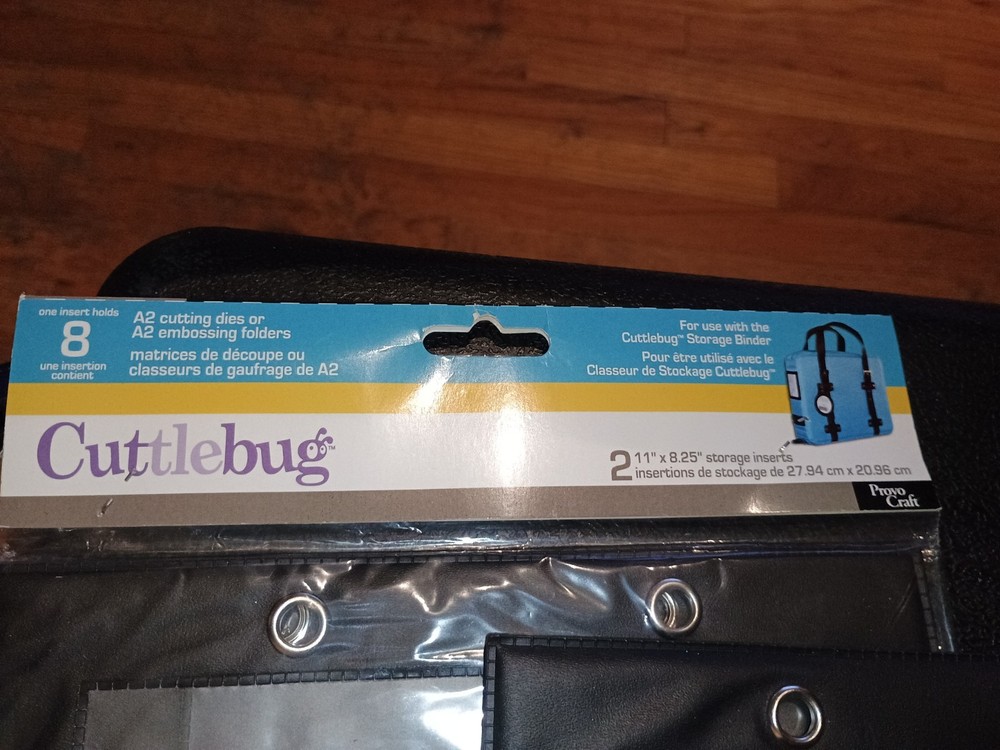 one insert holds
8
une insertion
contient
A2 cutting dies or
A2 embossing folders
matrices de découpe ou
classeurs de gaufrage de A2
For use with the
Cuttlebug™ Storage Binder
Pour être utilisé avec le
Classeur de Stockage Cuttlebug™
Cuttlebug™
2 11" x 8.25" storage inserts
insertions de stockage de 27.94 cm x 20.96 cm
Provo
Craft